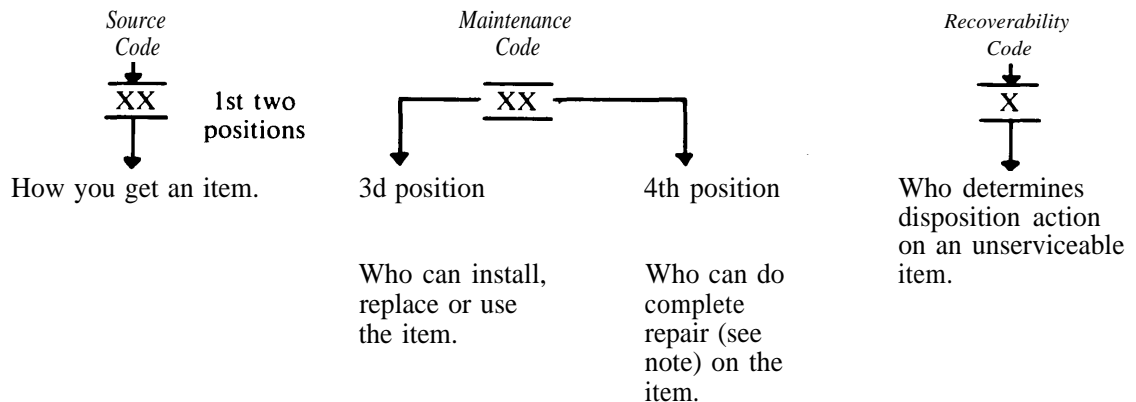 Source
Code
XX
1st two
positions
How you get an item.
Maintenance
Code
XX
3d position
Who can install,
replace or use
the item.
4th position
Who can do
complete
repair (see
note) on the
item.
Recoverability
Code
X
Who determines
disposition action
on an unserviceable
item.